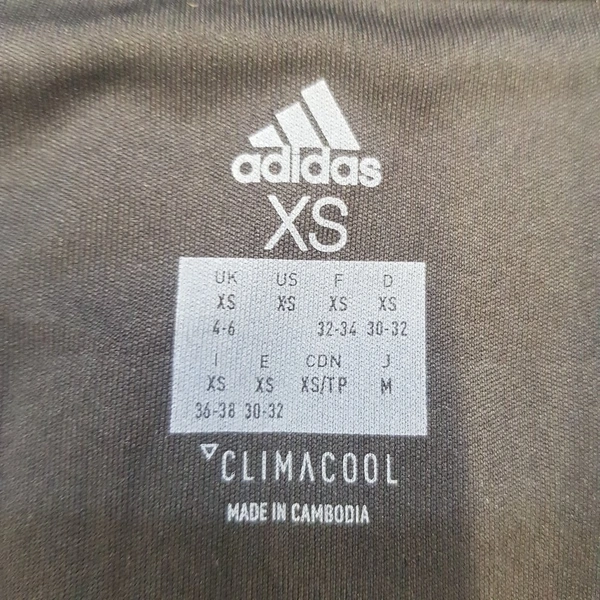 adidas
XS
UK US F D
XS XS XS XS
4-6 32-34 30-32
I E CDN J
XS XS XS/TP M
36-38 30-32
CLIMACOOL
MADE IN CAMBODIA